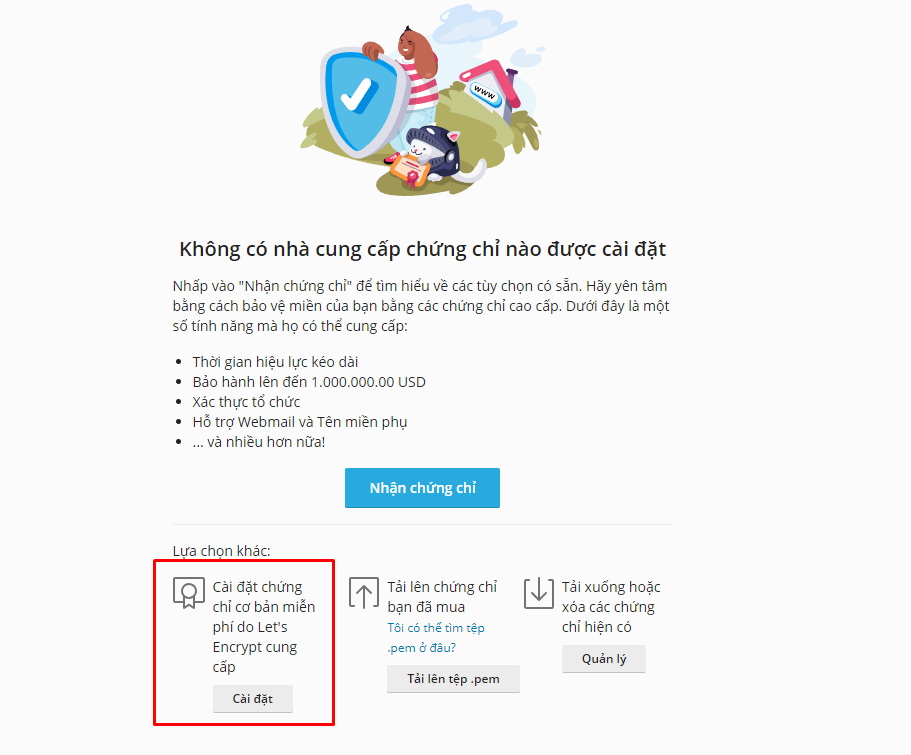 www
Không có nhà cung cấp chứng chỉ nào được cài đặt
Nhấp vào "Nhận chứng chỉ" để tìm hiểu về các tùy chọn có sẵn. Hãy yên tâm
bằng cách bảo vệ miền của bạn bằng các chứng chỉ cao cấp. Dưới đây là một
số tính năng mà họ có thể cung cấp:
• Thời gian hiệu lực kéo dài
• Bảo hành lên đến 1.000.000.00 USD
• Xác thực tổ chức
• Hỗ trợ Webmail và Tên miền phụ
• ... và nhiều hơn nữa!
Nhận chứng chỉ
Lựa chọn khác:
Cài đặt chứng
chỉ cơ bản miễn
phí do Let's
Encrypt cung
cấp
Cài đặt
Tải lên chứng chỉ
bạn đã mua
Tôi có thể tìm tệp
.pem ở đâu?
Tải lên tệp .pem
Tải xuống hoặc
xóa các chứng
chỉ hiện có
Quản lý